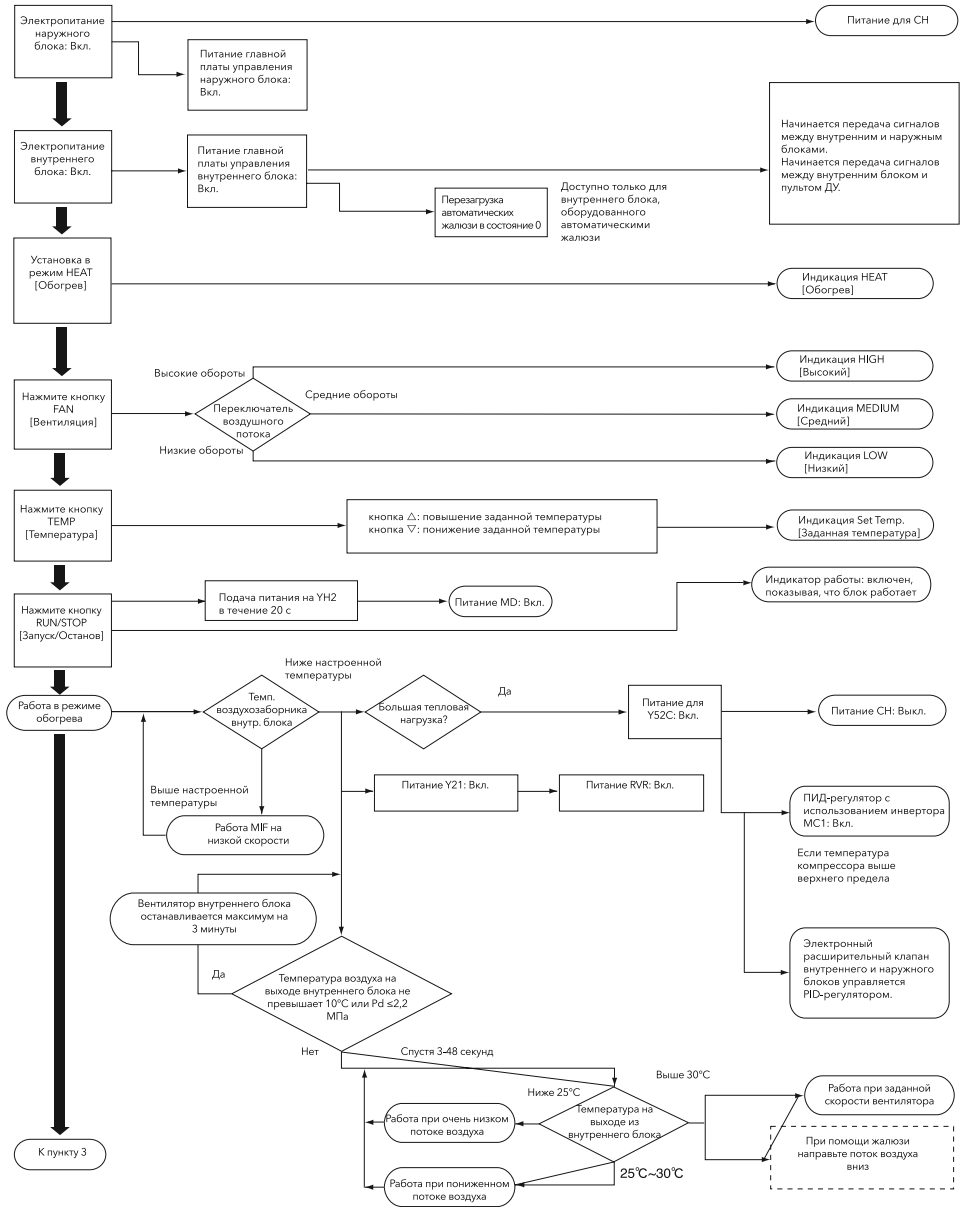 Электропитание
наружного
блока: Вкл.
Питание для CH
Питание главной
платы управления
наружного блока:
Вкл.
Электропитание
внутреннего
блока: Вкл.
Питание главной
платы управления
внутреннего блока:
Вкл.
Начинается передача сигналов
между внутренним и наружным
блоками.
Начинается передача сигналов
между внутренним блоком и
пультом ДУ.
Перезагрузка
автоматических
жалюзи в состояние 0
Доступно только для
внутреннего блока,
оборудованного
автоматическими
жалюзи
Установка в
режим HEAT
[Обогрев]
Индикация HEAT
[Обогрев]
Нажмите кнопку
FAN
[Вентиляция]
Высокие обороты
Переключатель
воздушного
потока
Средние обороты
Низкие обороты
Индикация HIGH
[Высокий]
Индикация MEDIUM
[Средний]
Индикация LOW
[Низкий]
Нажмите кнопку
TEMP
[Температура]
кнопка △: повышение заданной температуры
кнопка ▽: понижение заданной температуры
Индикация Set Temp.
[Заданная температура]
Нажмите кнопку
RUN/STOP
[Запуск/Останов]
Подача питания на YH2
в течение 20 с
Питание MD: Вкл.
Индикатор работы: включен,
показывая, что блок работает
Работа в режиме
обогрева
Темп.
воздухозаборника
внутр. блока
Ниже настроенной
температуры
Большая тепловая
нагрузка?
Да
Питание для
Y52C: Вкл.
Питание CH: Выкл.
Выше настроенной
температуры
Работа MIF на
низкой скорости
Питание Y21: Вкл.
Питание RVR: Вкл.
ПИД-регулятор с
использованием инвертора
MC1: Вкл.
Если температура
компрессора выше
верхнего предела
Вентилятор внутреннего блока
останавливается максимум на
3 минуты
Да
Температура воздуха на
выходе внутреннего блока не
превышает 10°C или Pd ≤2,2
МПа
Электронный
расширительный клапан
внутреннего и наружного
блоков управляется
PID-регулятором.
Нет
Спустя 3-48 секунд
Ниже 25°C
Выше 30°C
Температура на
выходе из
внутреннего блока
25°C~30°C
Работа при очень низком
потоке воздуха
Работа при пониженном
потоке воздуха
Работа при заданной
скорости вентилятора
При помощи жалюзи
направьте поток воздуха
вниз
К пункту 3